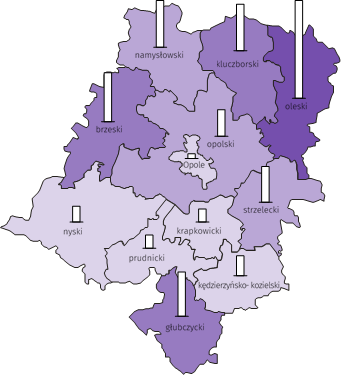 namysłowski
kluczborski
oleski
brzeski
opolski
Opole
strzelecki
nyski
krapkowicki
prudnicki
kędzierzyńsko- kozielski
głubczycki